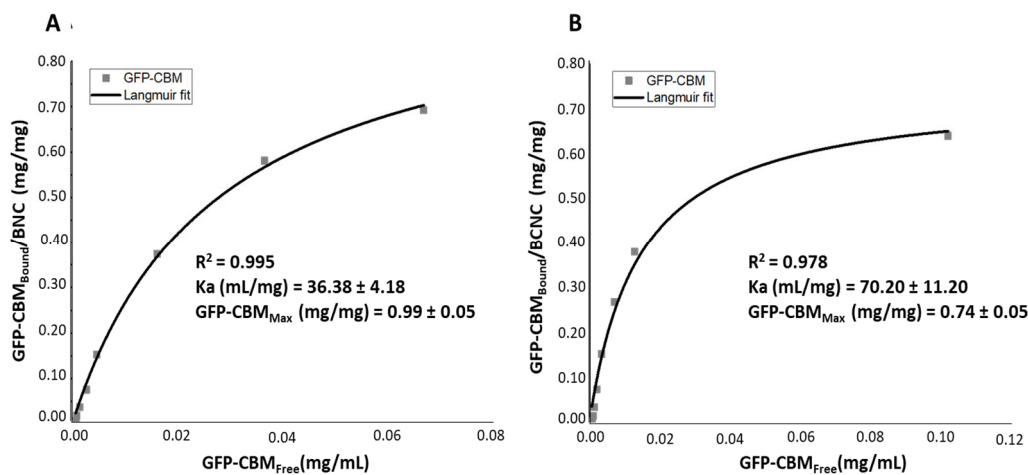 A
GFP-CBM
Langmuir fit
0.80
0.70
0.60
0.50
0.40
0.30
0.20
0.10
0.00
GFP-CBMBound/BNC (mg/mg)
R² = 0.995
Ka (mL/mg) = 36.38 ± 4.18
GFP-CBMMax (mg/mg) = 0.99 ± 0.05
0.00 0.02 0.04 0.06 0.08
GFP-CBMFree(mg/mL)
B
GFP-CBM
Langmuir fit
0.80
0.70
0.60
0.50
0.40
0.30
0.20
0.10
0.00
GFP-CBMBound/BCNC (mg/mg)
R² = 0.978
Ka (mL/mg) = 70.20 ± 11.20
GFP-CBMMax (mg/mg) = 0.74 ± 0.05
0.00 0.02 0.04 0.06 0.08 0.10 0.12
GFP-CBMFree(mg/mL)